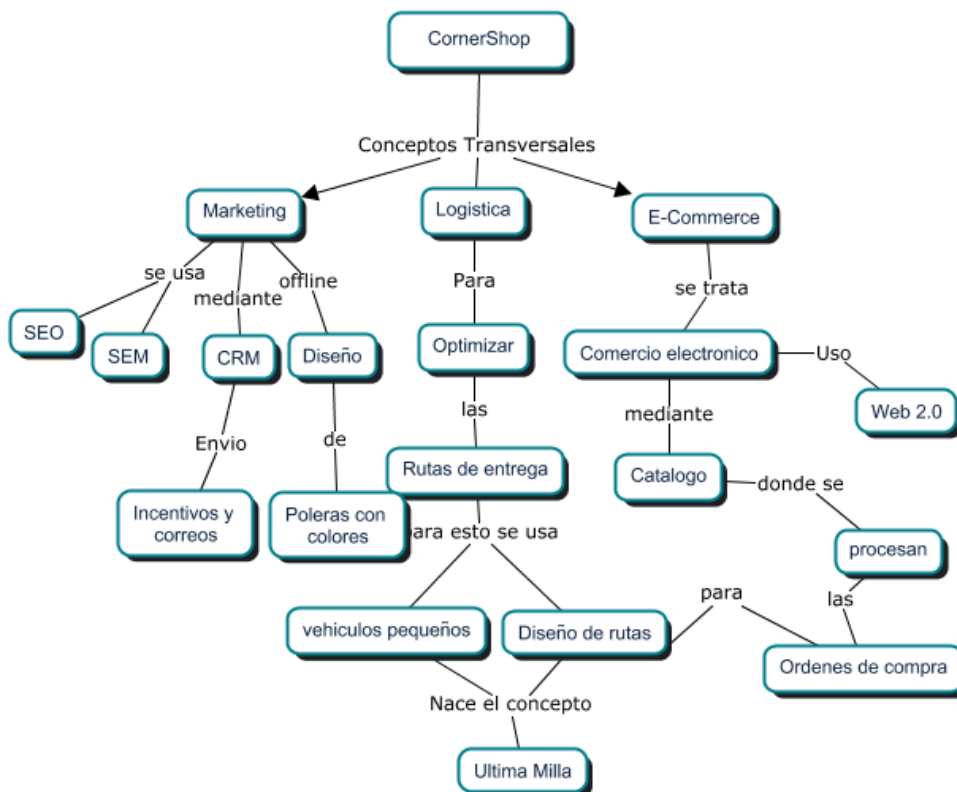 CornerShop
Conceptos Transversales
Marketing
Logistica
E-Commerce
se usa
mediante
offline
Para
se trata
SEO
SEM
CRM
Diseño
Optimizar
Comercio electronico
Uso
Web 2.0
Envio
de
las
mediante
Rutas de entrega
Catalogo
donde se
Incentivos y
correos
Poleras con
colores
para esto se usa
procesan
vehiculos pequeños
Diseño de rutas
para
las
Ordenes de compra
Nace el concepto
Ultima Milla